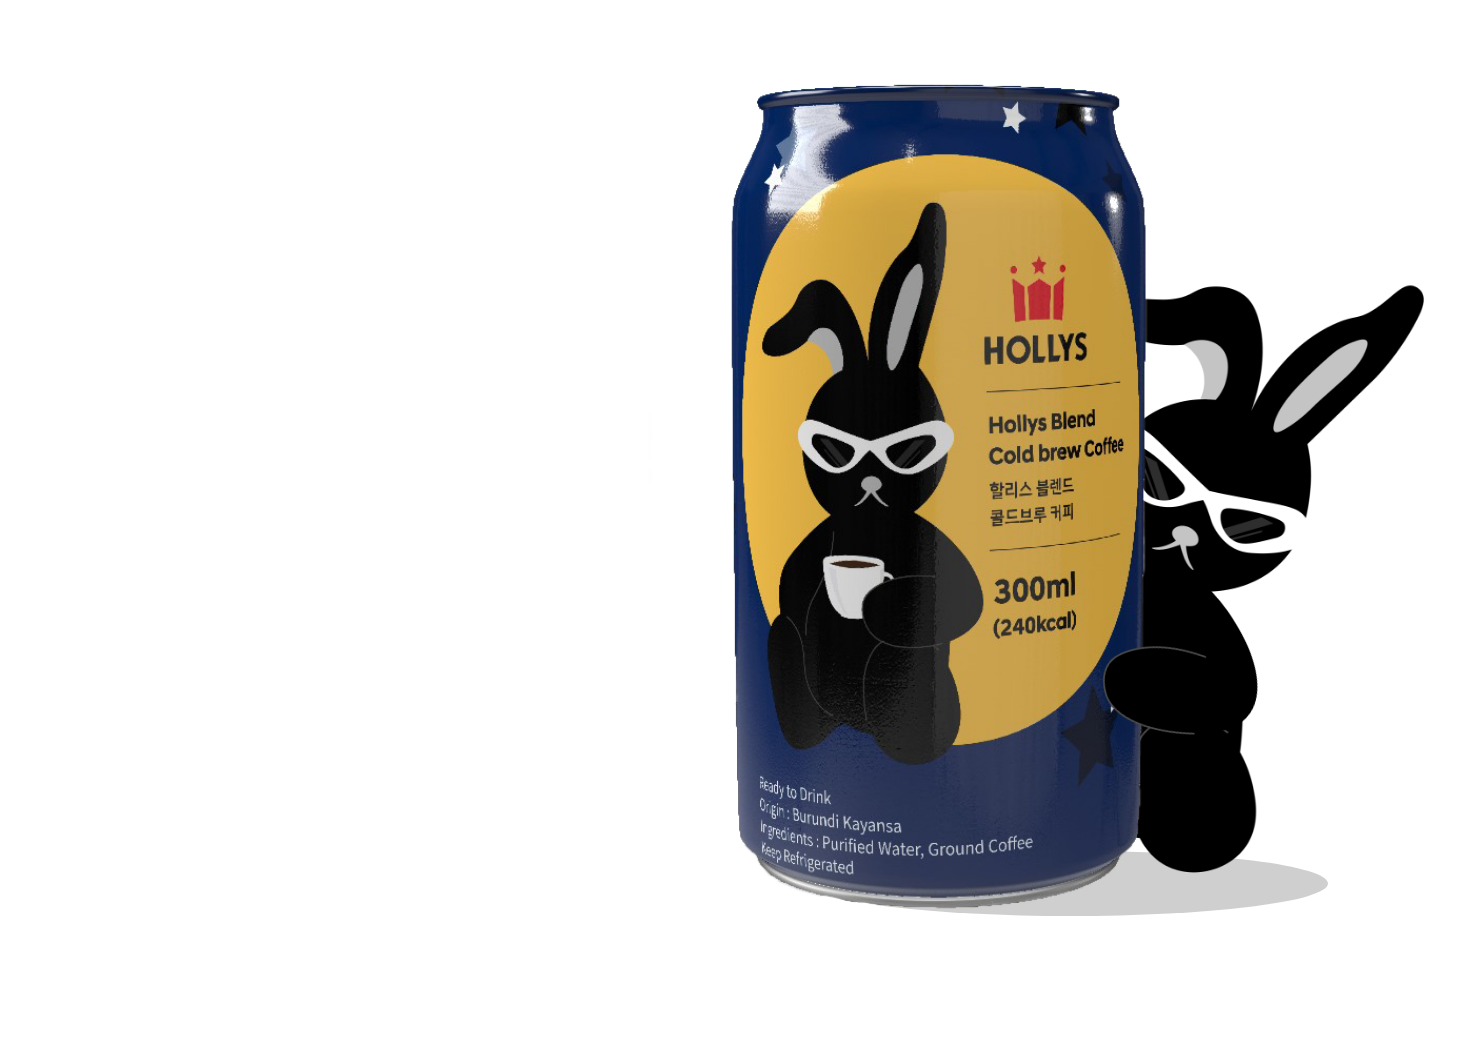 HOLLYS
Hollys Blend
Cold brew Coffee
할리스 블렌드
콜드브루 커피
300ml
(240kcal)
Ready to Drink
Origin : Burundi Kayansa
Ingredients : Purified Water, Ground Coffee
Keep Refrigerated